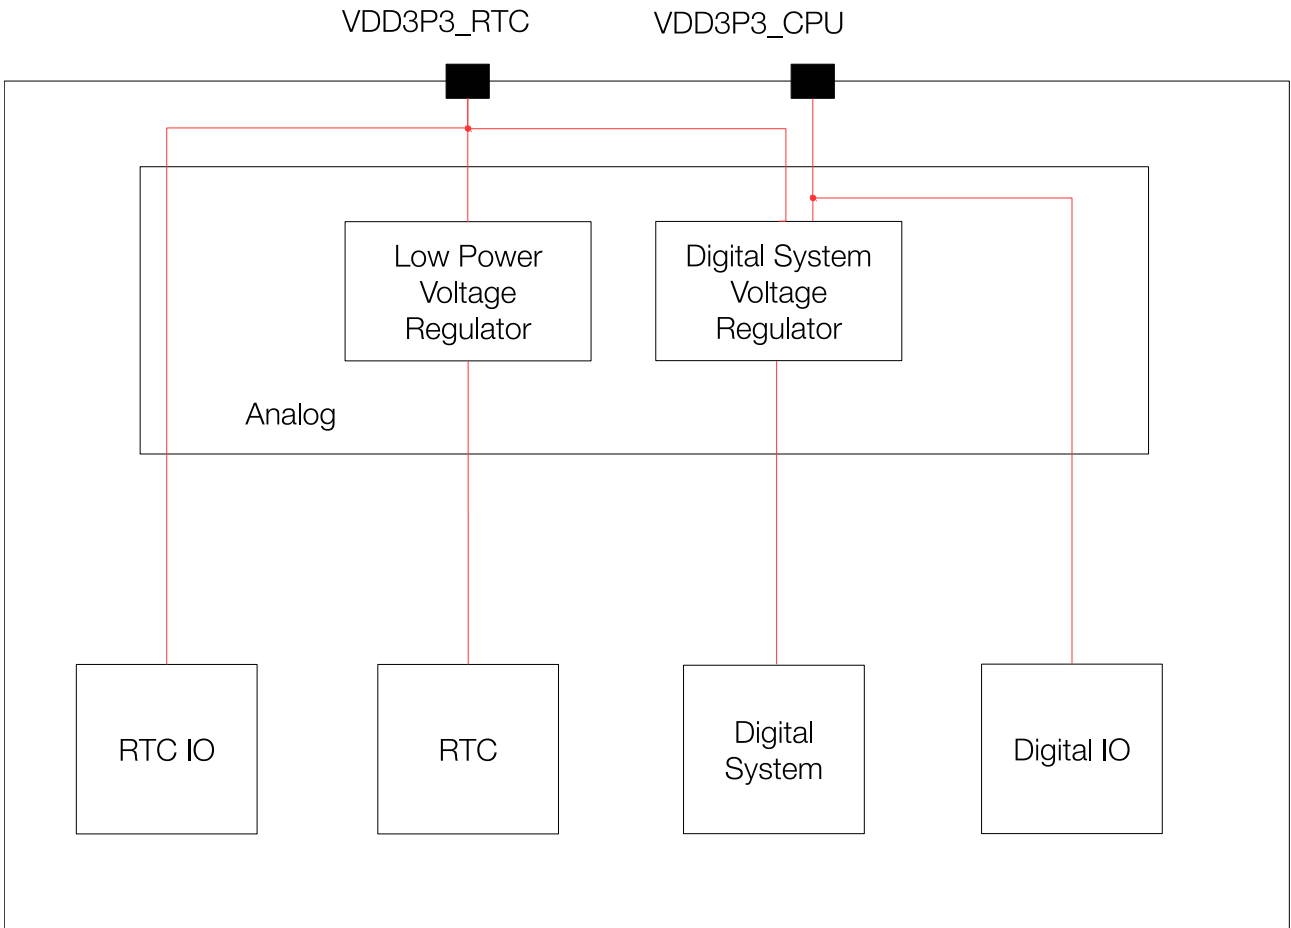 VDD3P3_RTC
VDD3P3_CPU
Low Power
Voltage
Regulator
Digital System
Voltage
Regulator
Analog
RTC IO
RTC
Digital
System
Digital IO